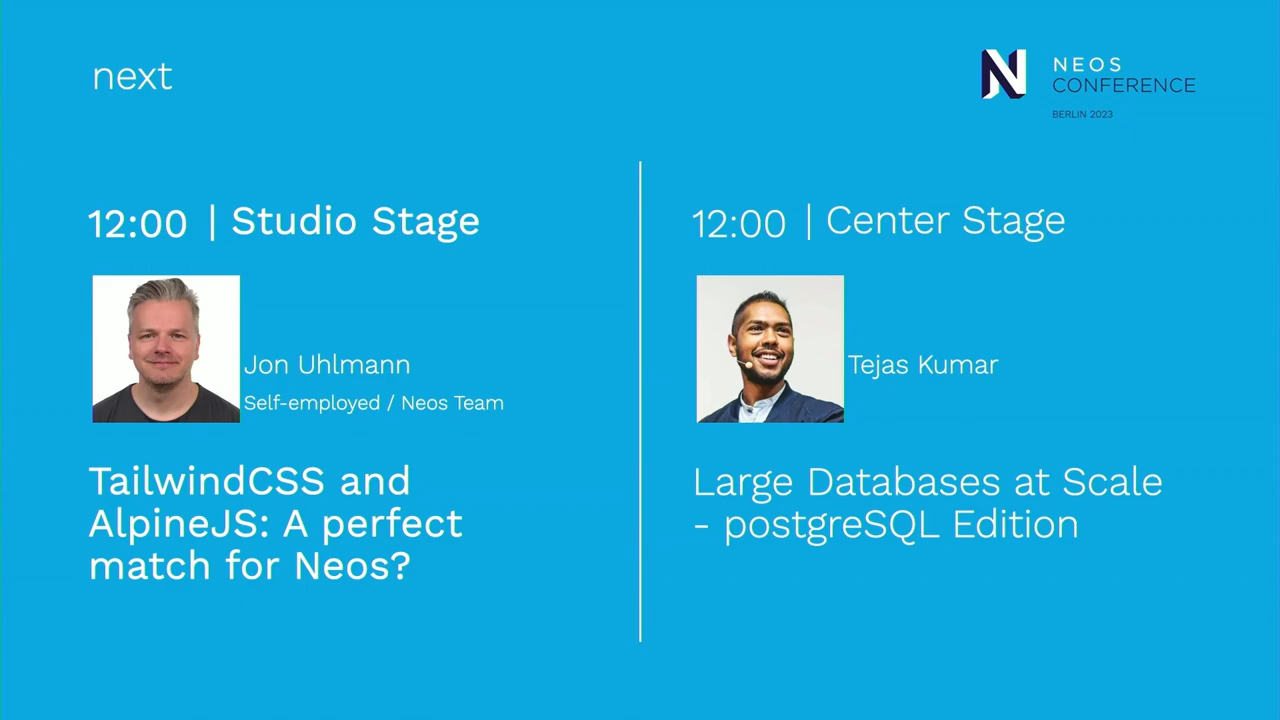 next
NEOS
CONFERENCE
BERLIN 2023
12:00 | Studio Stage
Jon Uhlmann
Self-employed / Neos Team
TailwindCSS and
AlpineJS: A perfect
match for Neos?
12:00 | Center Stage
Tejas Kumar
Large Databases at Scale
- postgreSQL Edition